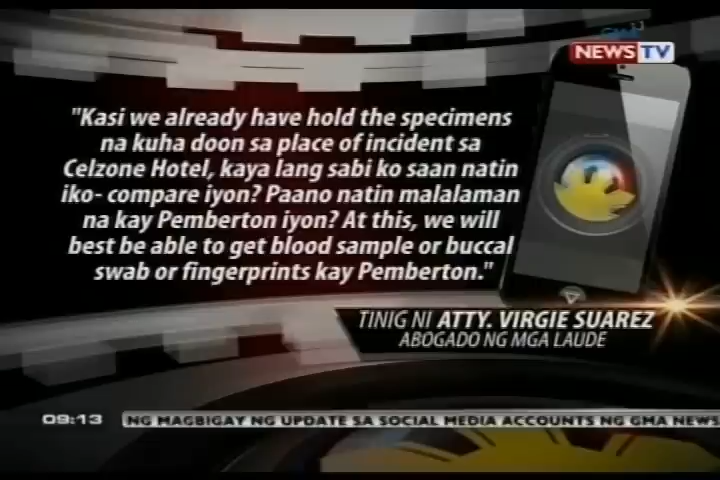 GMA
NEWS TV
"Kasi we already have hold the specimens
na kuha doon sa place of incident sa
Celzone Hotel, kaya lang sabi ko saan natin
iko- compare iyon? Paano natin malalaman
na kay Pemberton iyon? At this, we will
best be able to get blood sample or buccal
swab or fingerprints kay Pemberton."
TINIG NI ATTY. VIRGIE SUAREZ
ABOGADO NG MGA LAUDE
09:13 NG MAGBIGAY NG UPDATE SA SOCIAL MEDIA ACCOUNTS NG GMA NEWS